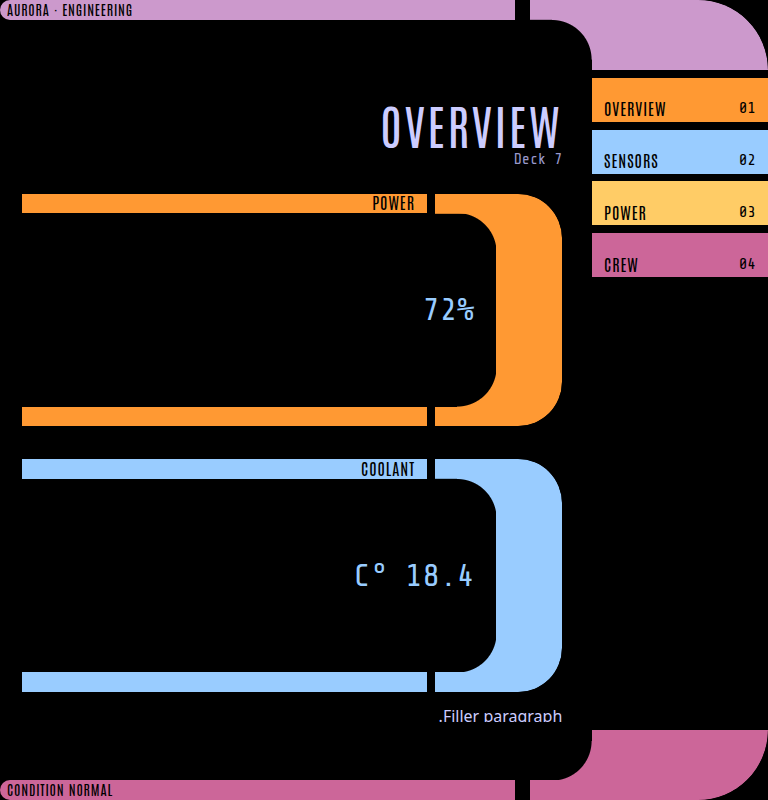 AURORA · ENGINEERING
OVERVIEW
Deck 7
OVERVIEW 01
SENSORS 02
POWER 03
CREW 04
POWER
72%
COOLANT
C° 18.4
.Filler paragraph
CONDITION NORMAL